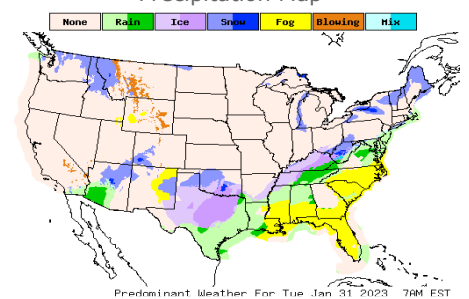 Precipitation Map
None Rain Ice Snow Fog Blowing Mix
Predominant Weather For Tue Jan 31 2023 7AM EST